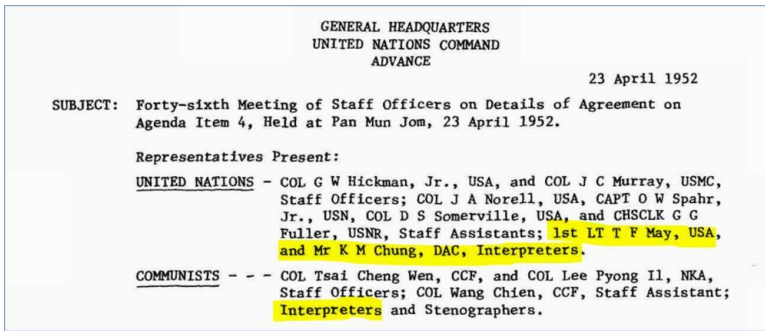 GENERAL HEADQUARTERS
UNITED NATIONS COMMAND
ADVANCE
23 April 1952
SUBJECT: Forty-sixth Meeting of Staff Officers on Details of Agreement on
Agenda Item 4, Held at Pan Mun Jom, 23 April 1952.
Representatives Present:
UNITED NATIONS - COL G W Hickman, Jr., USA, and COL J C Murray, USMC,
Staff Officers; COL J A Norell, USA, CAPT O W Spahr,
Jr., USN, COL D S Somerville, USA, and CHSCLK G G
Fuller, USNR, Staff Assistants; 1st LT T F May, USA,
and Mr K M Chung, DAC, Interpreters.
COMMUNISTS - - - COL Tsai Cheng Wen, CCF, and COL Lee Pyong Il, NKA,
Staff Officers; COL Wang Chien, CCF, Staff Assistant;
Interpreters and Stenographers.